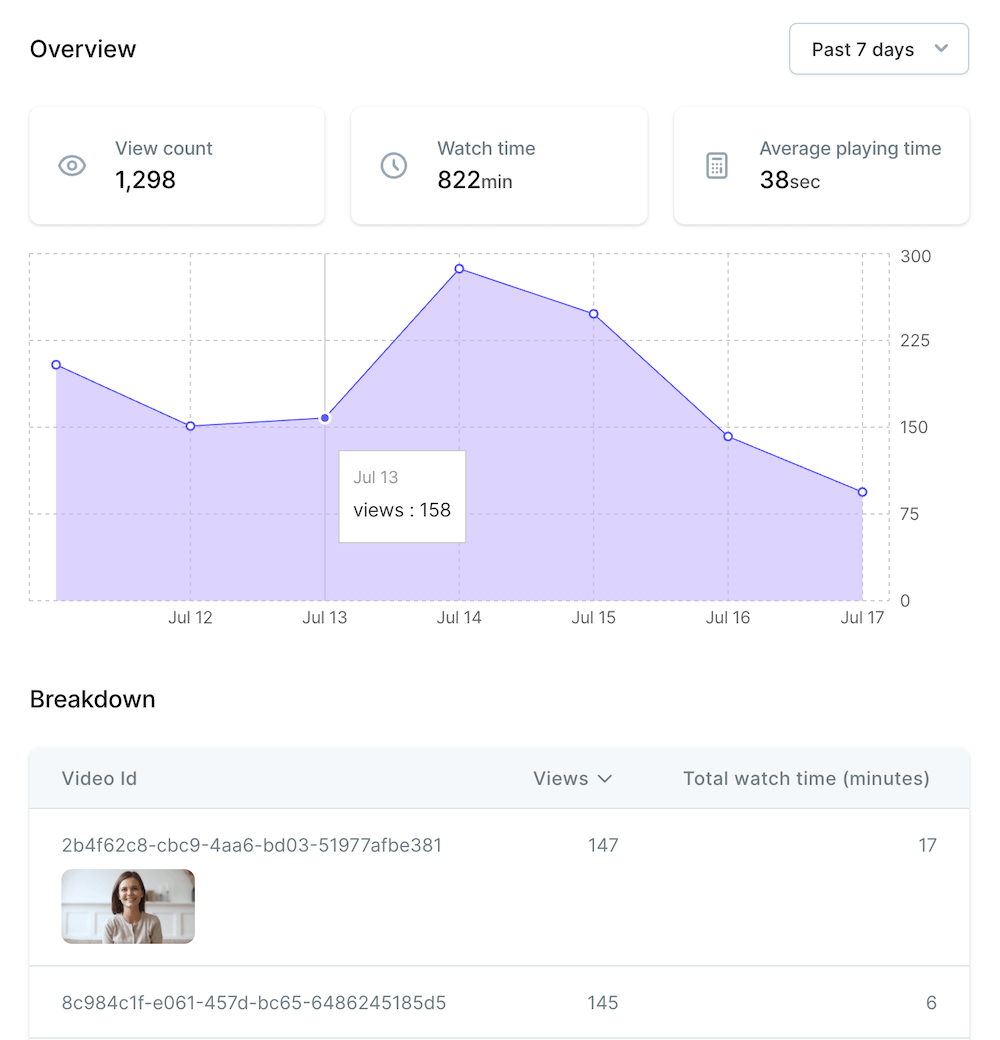 Overview
Past 7 days
View count
1,298
Watch time
822min
Average playing time
38sec
300
225
150
75
0
Jul 13
views : 158
Jul 12 Jul 13 Jul 14 Jul 15 Jul 16 Jul 17
Breakdown
Video Id Views Total watch time (minutes)
2b4f62c8-cbc9-4aa6-bd03-51977afbe381 147 17
8c984c1f-e061-457d-bc65-6486245185d5 145 6